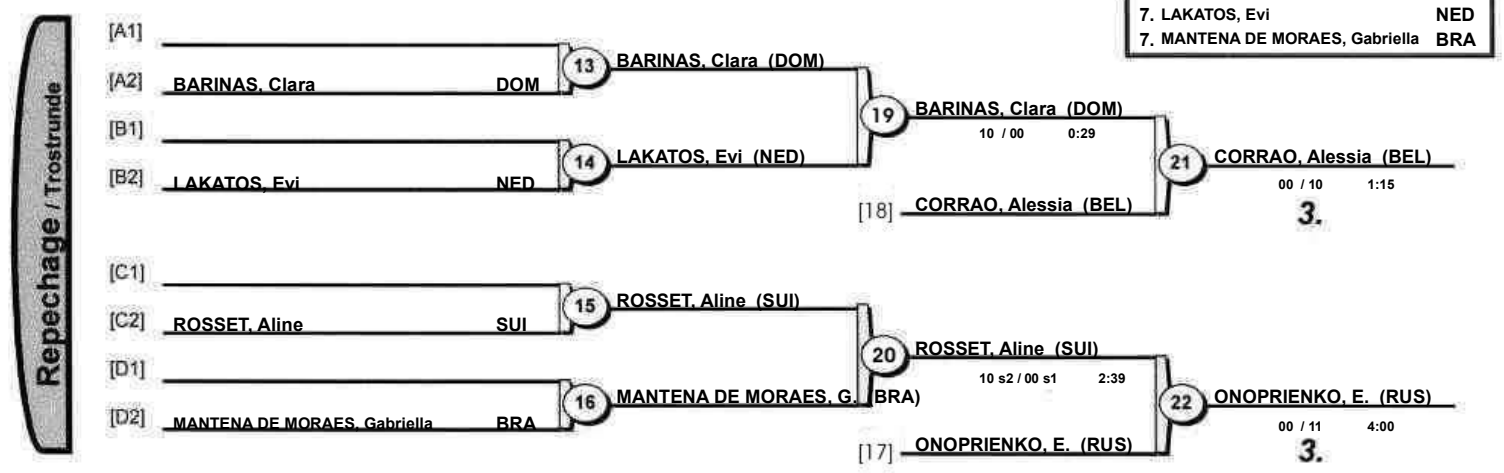 7. LAKATOS, Evi NED
7. MANTENA DE MORAES, Gabriella BRA
Repechage / Trostrunde
[A1]
[A2] BARINAS, Clara DOM
13 BARINAS, Clara (DOM)
[B1]
[B2] LAKATOS, Evi NED
14 LAKATOS, Evi (NED)
19 BARINAS, Clara (DOM)
10 / 00 0:29
[18] CORRAO, Alessia (BEL)
21 CORRAO, Alessia (BEL)
00 / 10 1:15
3.
[C1]
[C2] ROSSET, Aline SUI
15 ROSSET, Aline (SUI)
[D1]
[D2] MANTENA DE MORAES, Gabriella BRA
16 MANTENA DE MORAES, G. (BRA)
20 ROSSET, Aline (SUI)
10 s2 / 00 s1 2:39
[17] ONOPRIENKO, E. (RUS)
22 ONOPRIENKO, E. (RUS)
00 / 11 4:00
3.